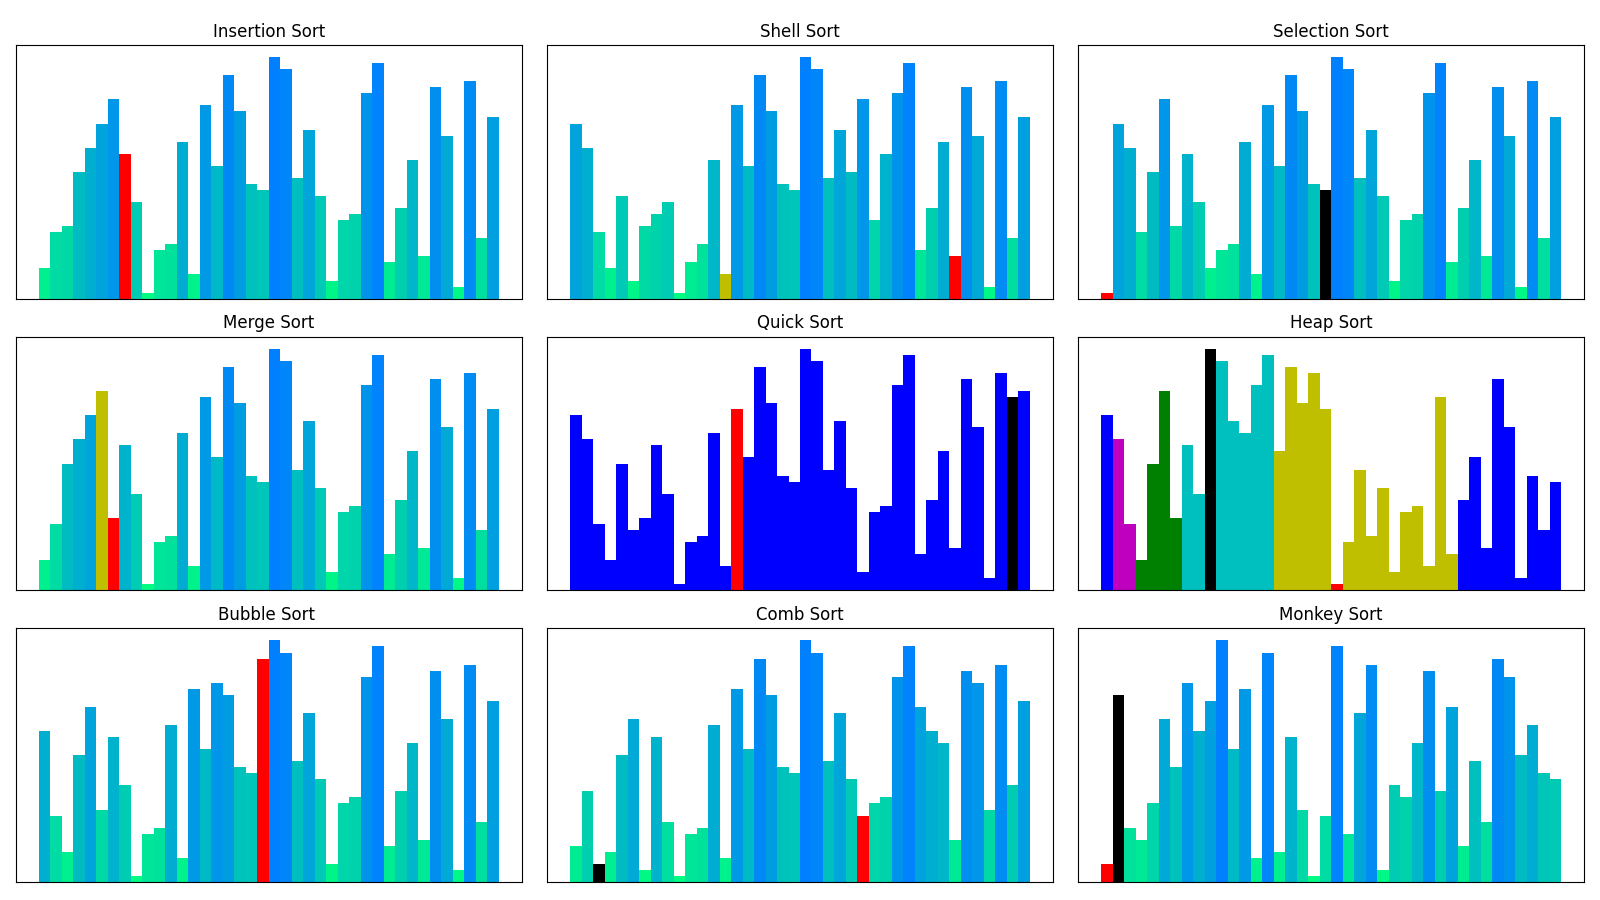 Insertion Sort
Shell Sort
Selection Sort
Merge Sort
Quick Sort
Heap Sort
Bubble Sort
Comb Sort
Monkey Sort